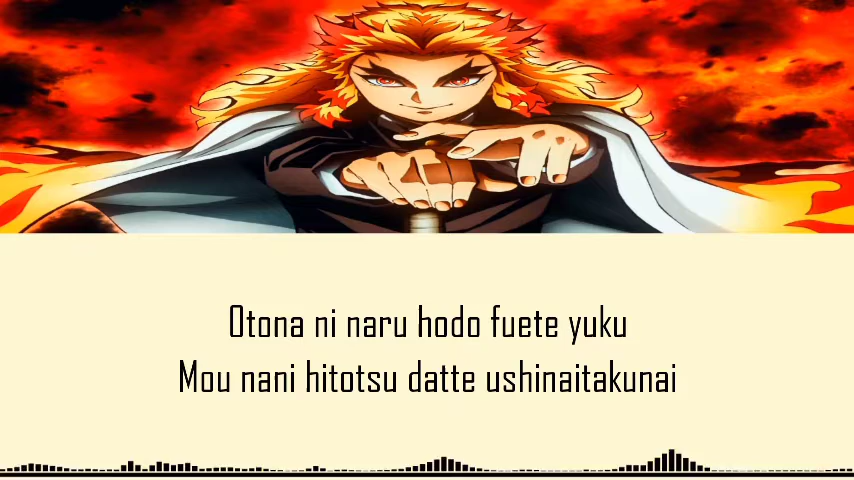 Otona ni naru hodo fuete yuku
Mou nani hitotsu datte ushinaitakunai